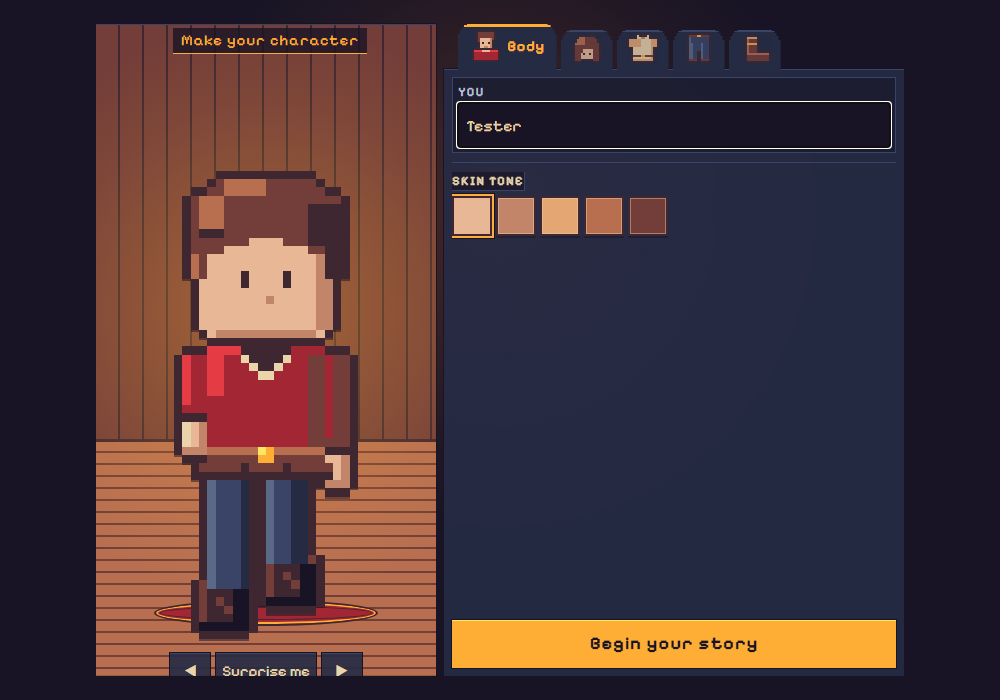 Make your character
Body
YOU
Tester
SKIN TONE
Begin your story
Surprise me